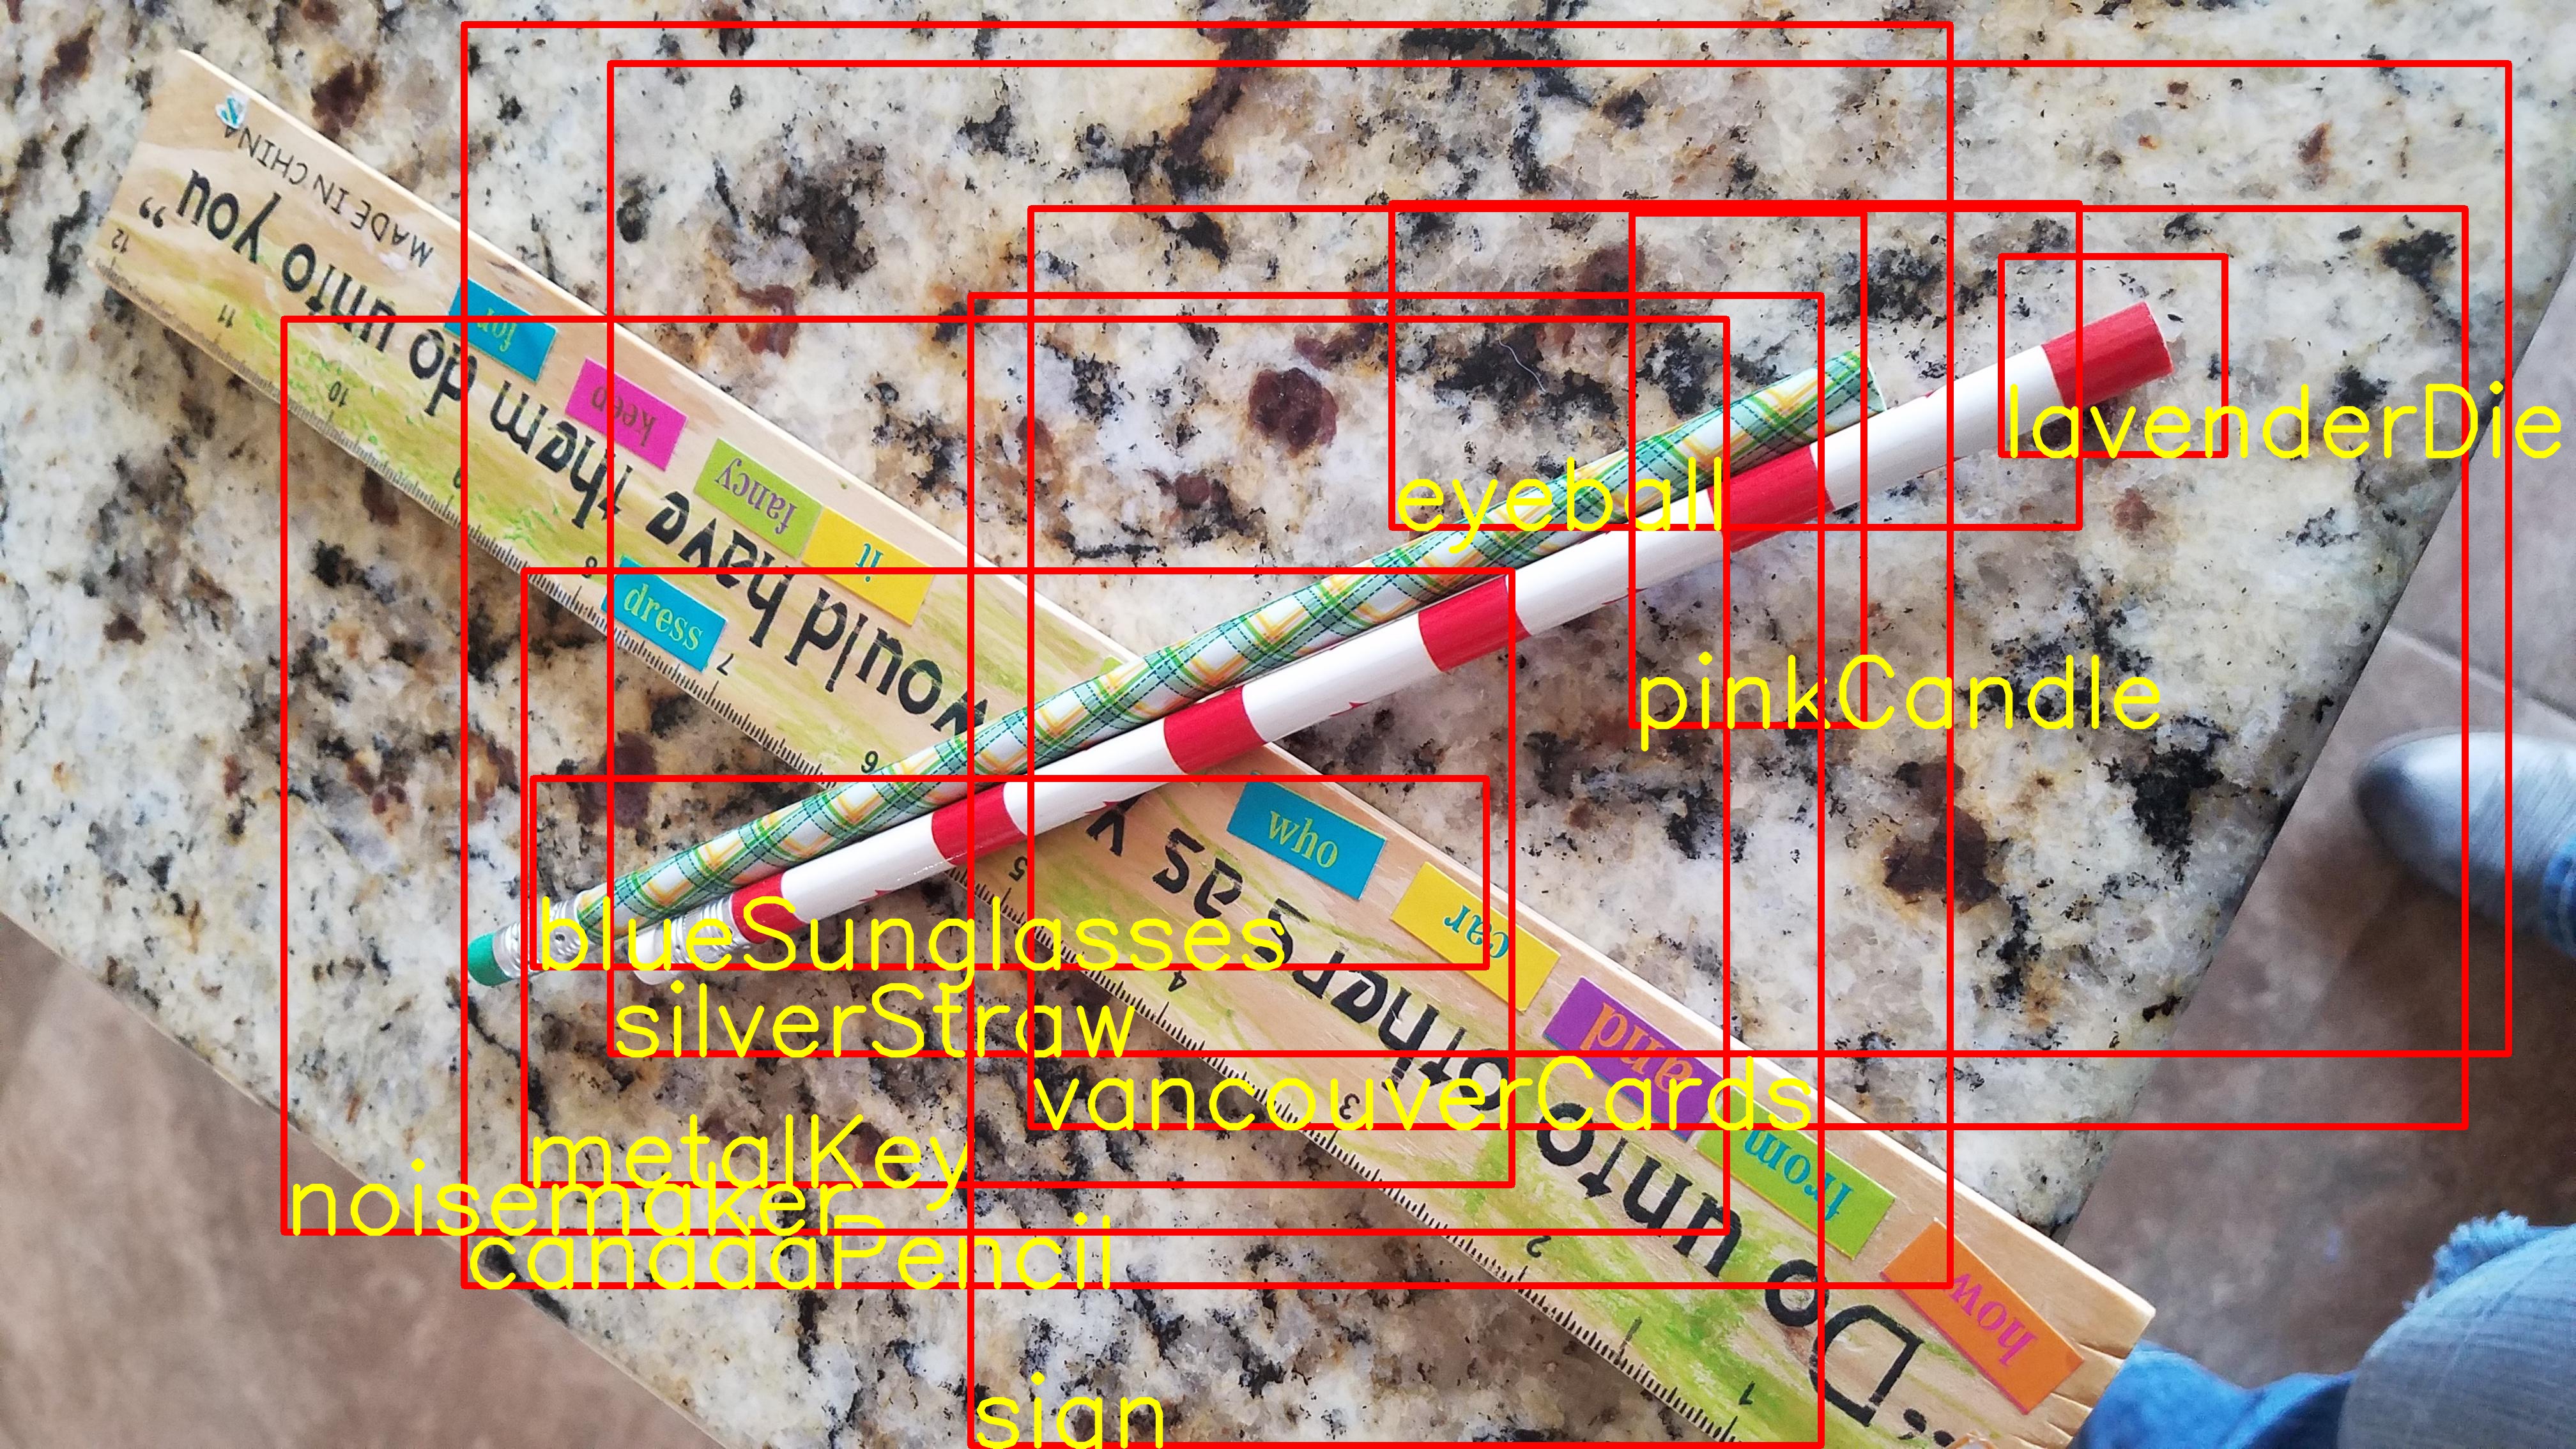 “Do unto others as y would have them do unto you”
MADE IN CHINA
for
keep
fancy
it
dress
who
car
and
from
how
1 2 3 4 5 6 7 8 9 10 11 12
lavenderDie
eyeball
pinkCandle
blueSunglasses
silverStraw
vancouverCards
metalKey
noisemaker
canadaPencil
sign